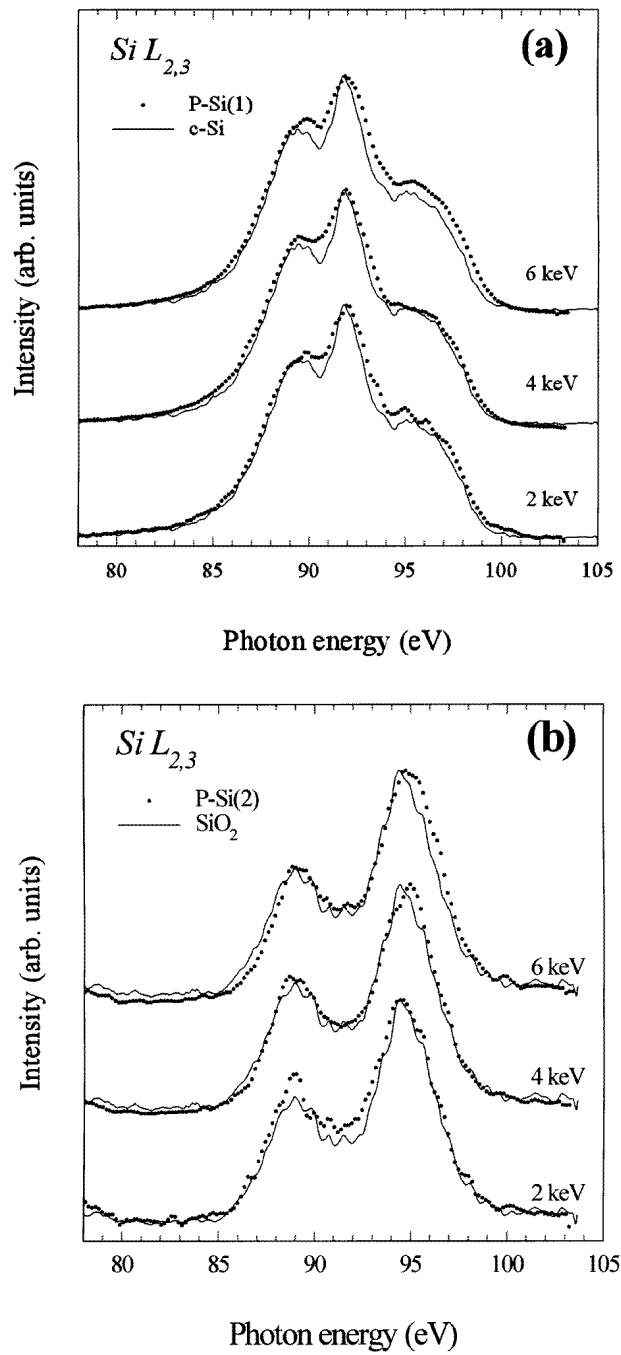 Si L2,3
(a)
P-Si(1)
c-Si
6 keV
4 keV
2 keV
Intensity (arb. units)
80 85 90 95 100 105
Photon energy (eV)
Si L2,3
(b)
P-Si(2)
SiO2
6 keV
4 keV
2 keV
Intensity (arb. units)
80 85 90 95 100 105
Photon energy (eV)